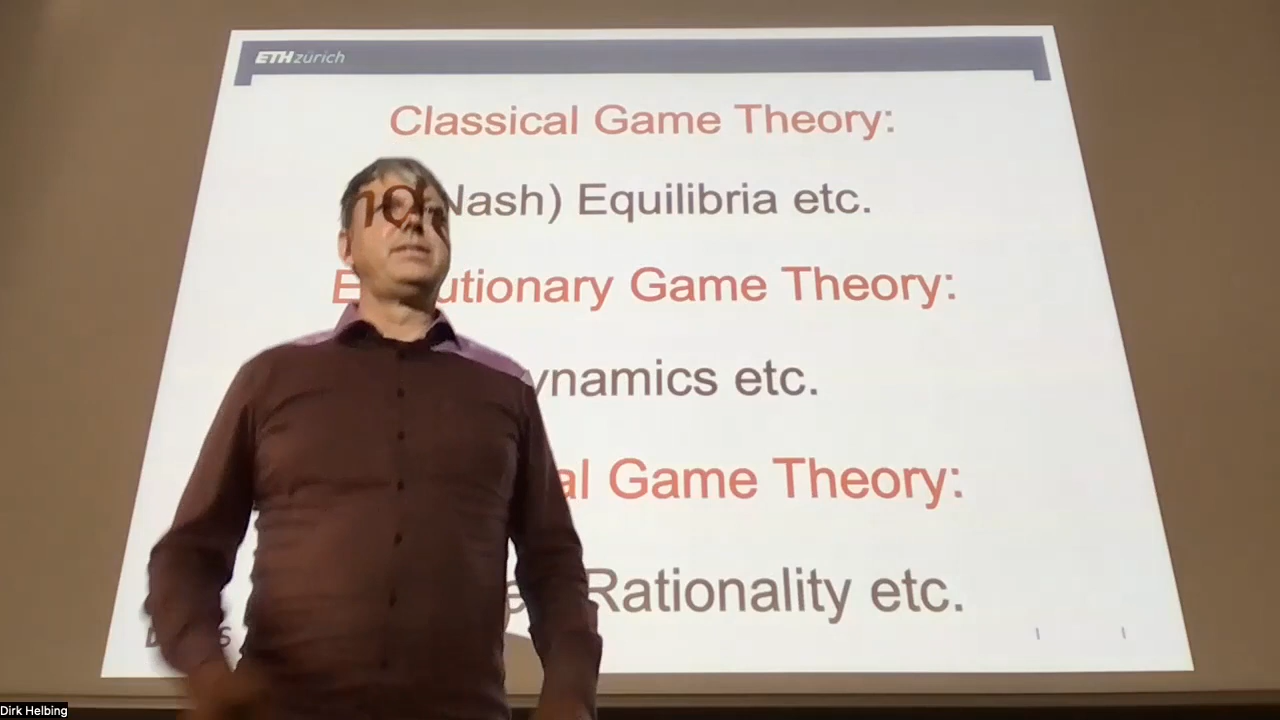 ETH zürich
Classical Game Theory:
Nash) Equilibria etc.
Evolutionary Game Theory:
ynamics etc.
al Game Theory:
Rationality etc.
Dirk Helbing